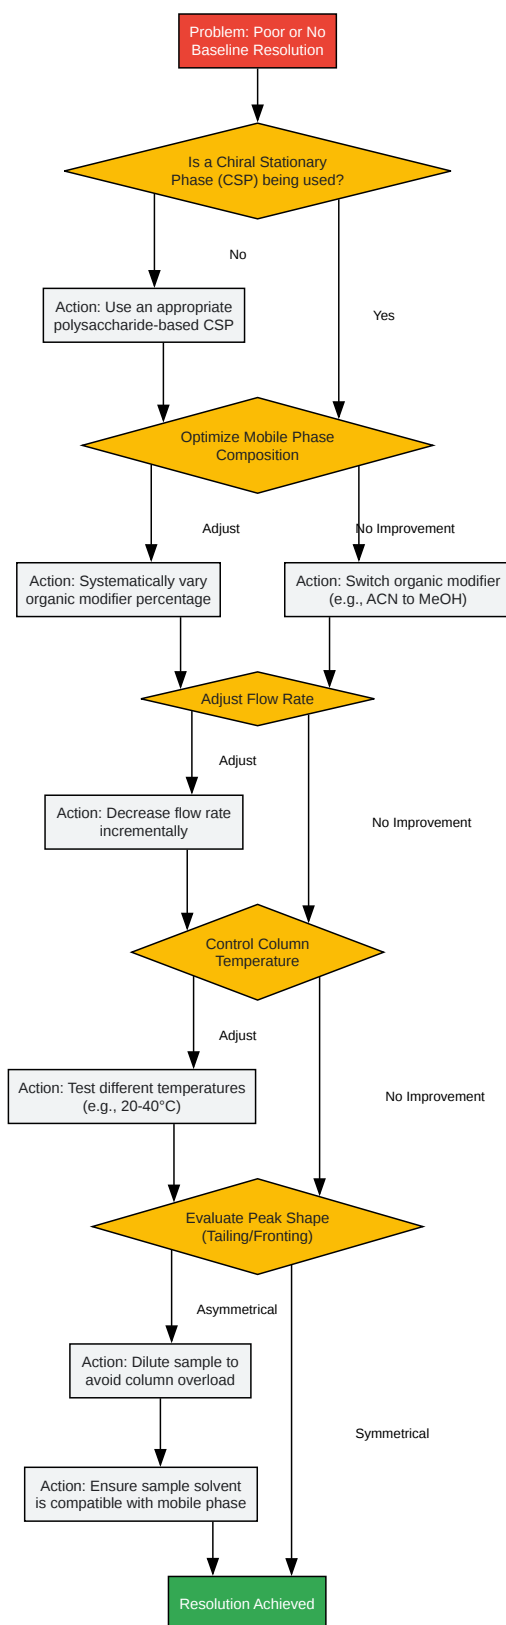 Problem: Poor or No
Baseline Resolution
Is a Chiral Stationary
Phase (CSP) being used?
No
Yes
Action: Use an appropriate
polysaccharide-based CSP
Optimize Mobile Phase
Composition
Adjust
No Improvement
Action: Systematically vary
organic modifier percentage
Action: Switch organic modifier
(e.g., ACN to MeOH)
Adjust Flow Rate
Adjust
No Improvement
Action: Decrease flow rate
incrementally
Control Column
Temperature
Adjust
No Improvement
Action: Test different temperatures
(e.g., 20-40°C)
Evaluate Peak Shape
(Tailing/Fronting)
Asymmetrical
Symmetrical
Action: Dilute sample to
avoid column overload
Action: Ensure sample solvent
is compatible with mobile phase
Resolution Achieved